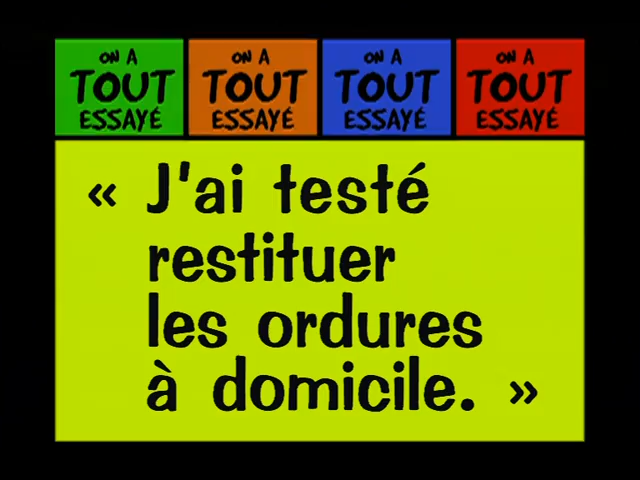 ON A ON A ON A ON A
TOUT TOUT TOUT TOUT
ESSAYÉ ESSAYÉ ESSAYÉ ESSAYÉ
« J'ai testé
restituer
les ordures
à domicile. »